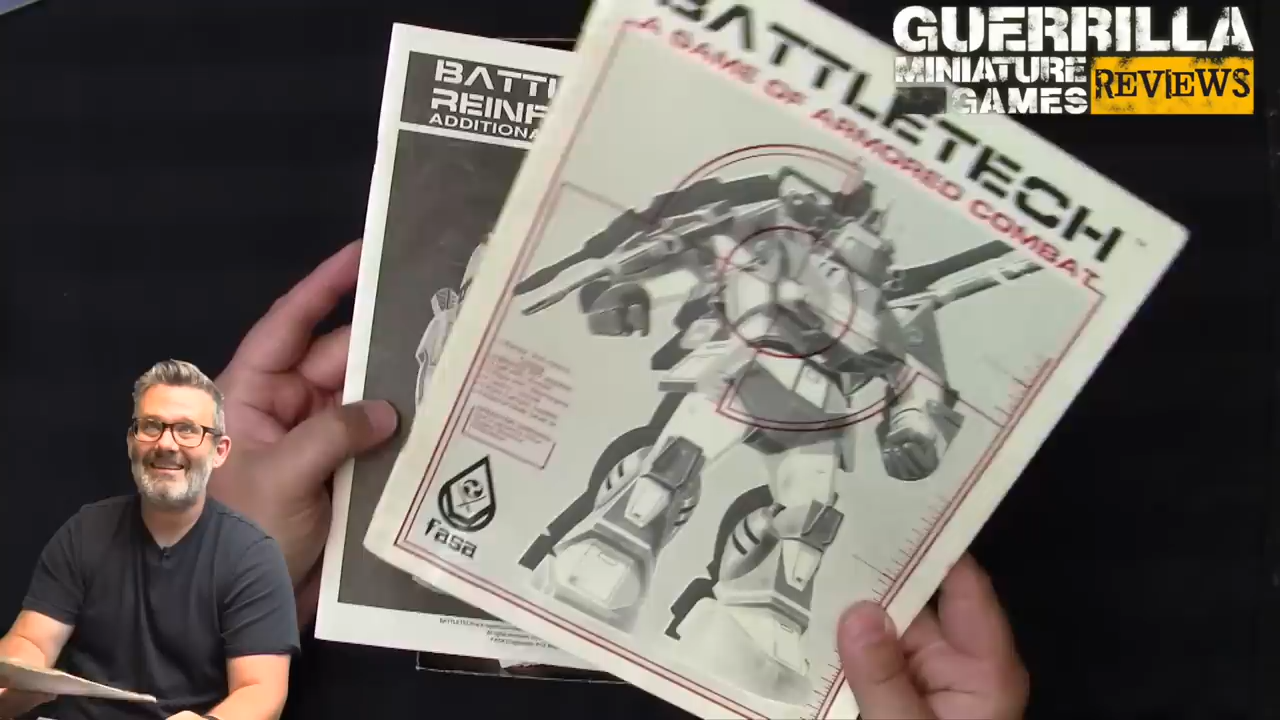 GUERRILLA
MINIATURE
GAMES
REVIEWS
BATTLETECH
A GAME OF ARMORED COMBAT
BATTL
REINF
ADDITIONA
fasa